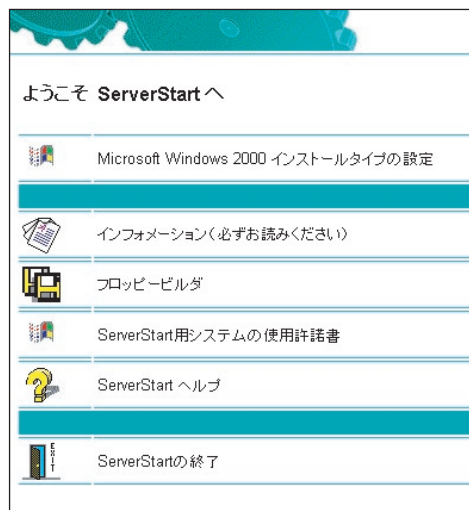 ようこそ ServerStart へ
Microsoft Windows 2000 インストールタイプの設定
インフォメーション（必ずお読みください）
フロッピービルダ
ServerStart用システムの使用許諾書
ServerStart ヘルプ
EXIT
ServerStartの終了